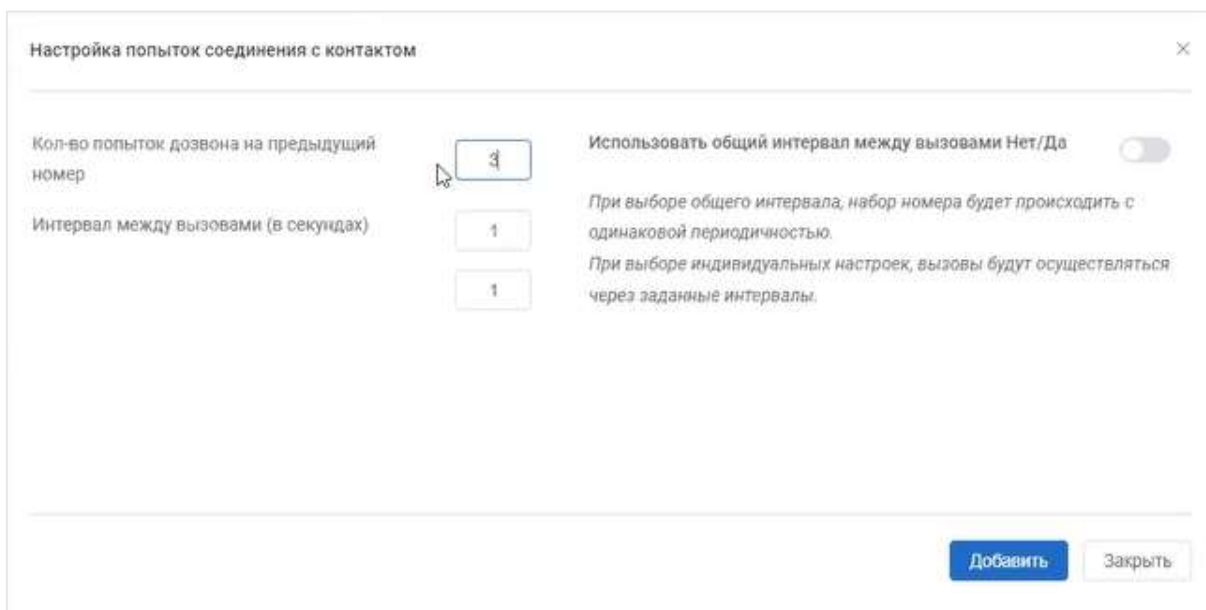 Настройка попыток соединения с контактом
Кол-во попыток дозвона на предыдущий
номер
3
Интервал между вызовами (в секундах)
1
1
Использовать общий интервал между вызовами Нет/Да
При выборе общего интервала, набор номера будет происходить с
одинаковой периодичностью.
При выборе индивидуальных настроек, вызовы будут осуществляться
через заданные интервалы.
Добавить
Закрыть